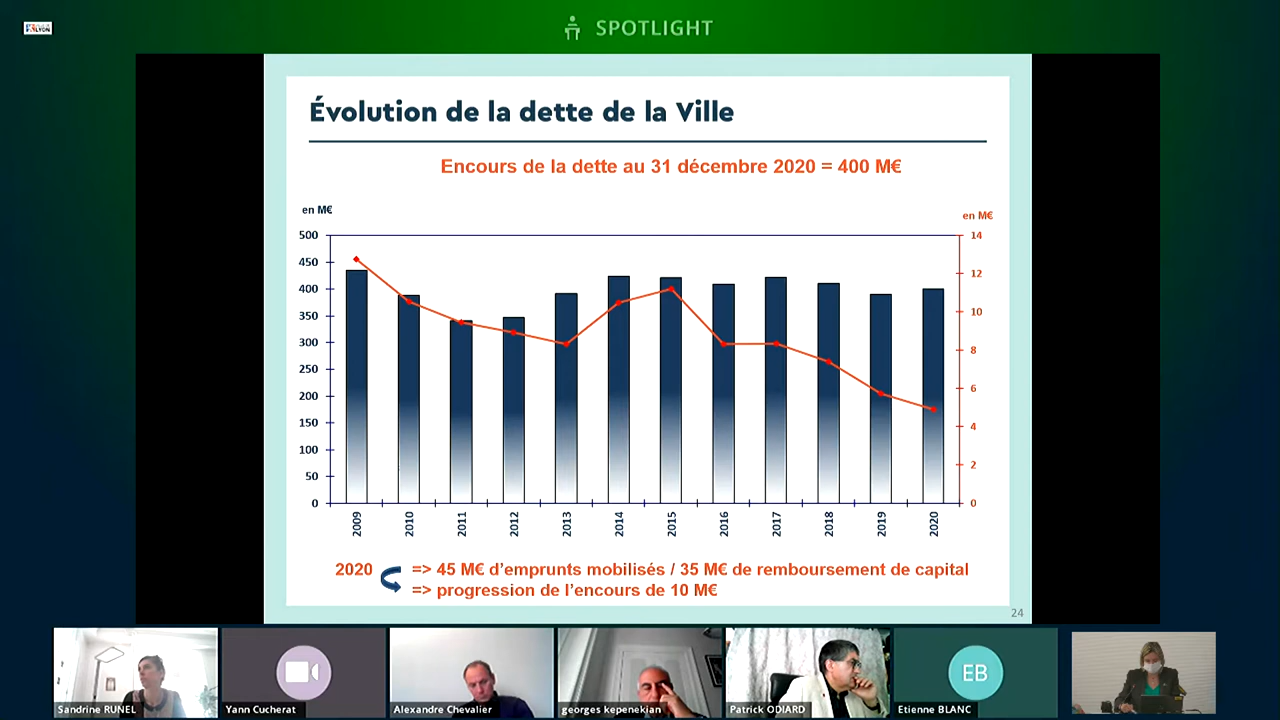 LYON
SPOTLIGHT
Évolution de la dette de la Ville
Encours de la dette au 31 décembre 2020 = 400 M€
en M€
en M€
500
450
400
350
300
250
200
150
100
50
0
14
12
10
8
6
4
2
0
2009
2010
2011
2012
2013
2014
2015
2016
2017
2018
2019
2020
2020
=> 45 M€ d'emprunts mobilisés / 35 M€ de remboursement de capital
=> progression de l'encours de 10 M€
24
Sandrine RUNEL
Yann Cucherat
Alexandre Chevalier
georges kepenekian
Patrick ODIARD
EB
Etienne BLANC